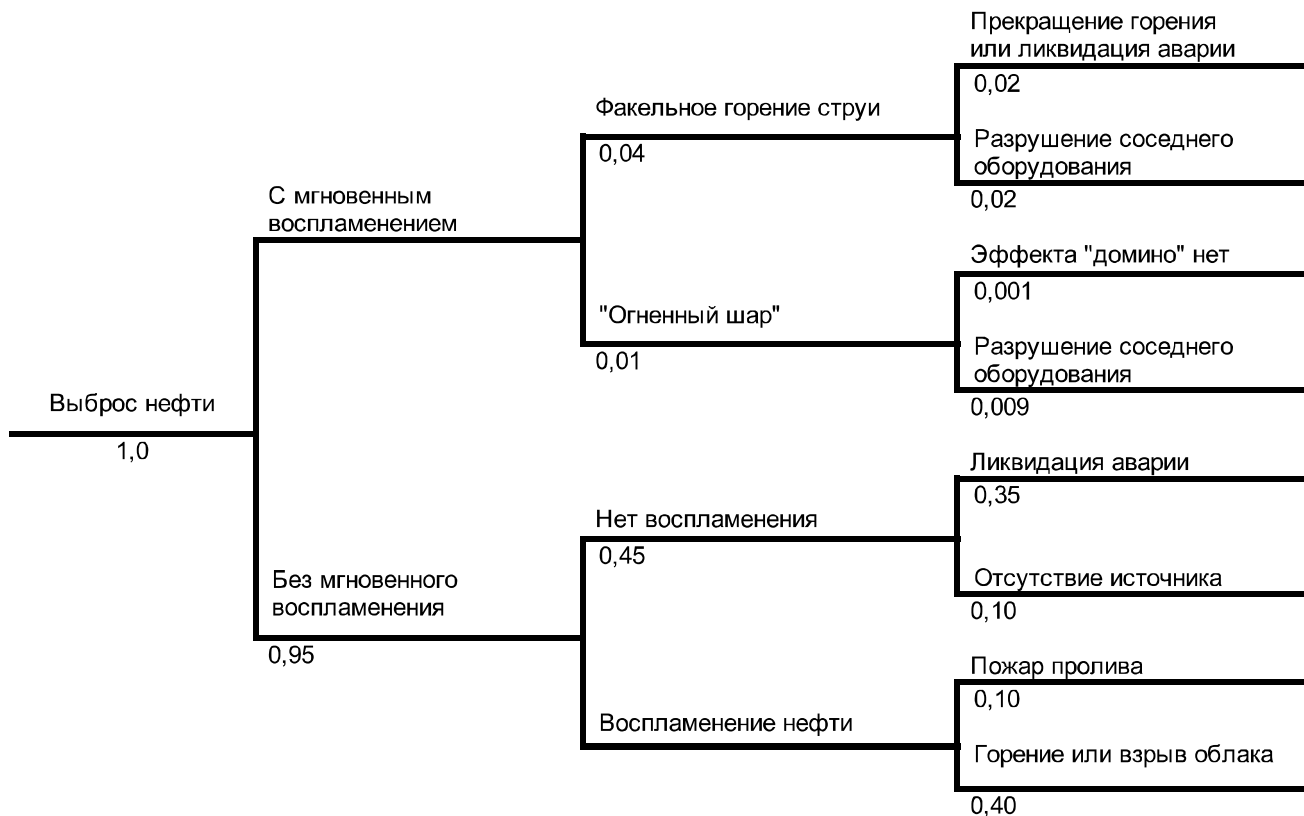 Прекращение горения
или ликвидация аварии
0,02
Факельное горение струи
0,04
Разрушение соседнего
оборудования
0,02
С мгновенным
воспламенением
Эффекта "домино" нет
0,001
"Огненный шар"
0,01
Разрушение соседнего
оборудования
0,009
Выброс нефти
1,0
Ликвидация аварии
0,35
Нет воспламенения
0,45
Отсутствие источника
0,10
Без мгновенного
воспламенения
0,95
Пожар пролива
0,10
Воспламенение нефти
Горение или взрыв облака
0,40